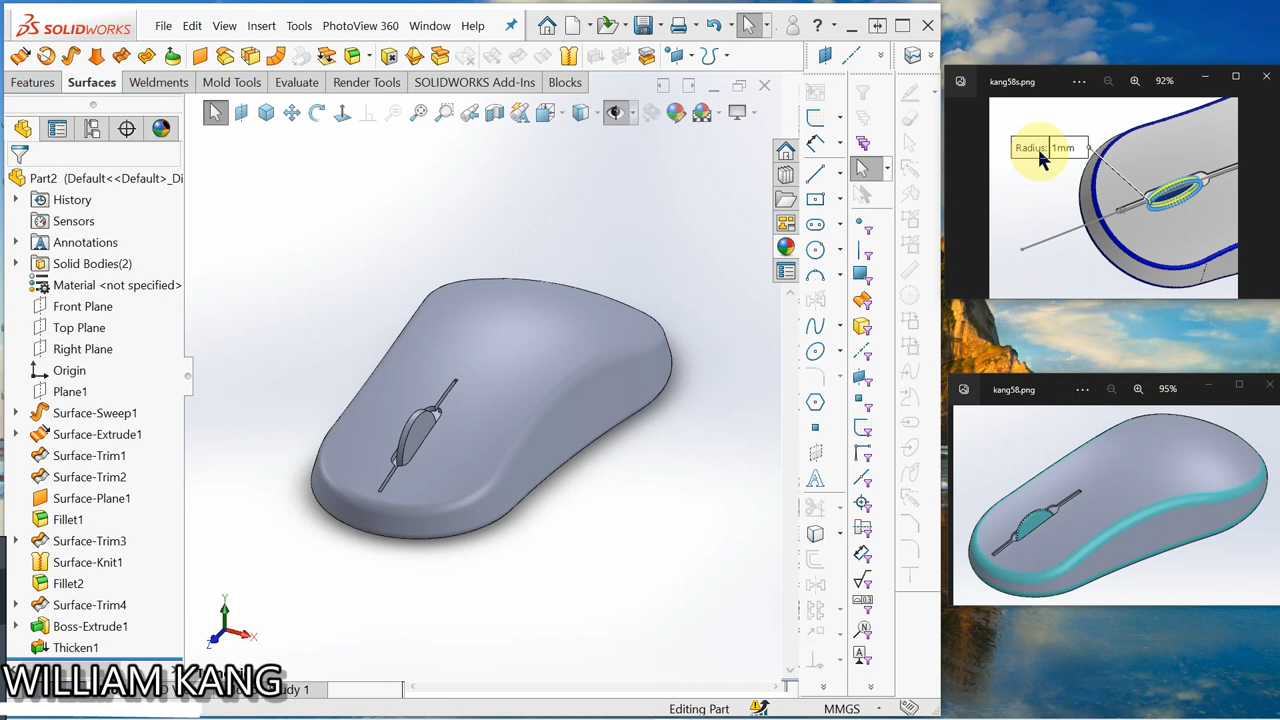 SOLIDWORKS
File Edit View Insert Tools PhotoView 360 Window Help
Features Surfaces Weldments Mold Tools Evaluate Render Tools SOLIDWORKS Add-Ins Blocks
Part2 (Default<<Default>_Di
History
Sensors
Annotations
Solid Bodies(2)
Material <not specified>
Front Plane
Top Plane
Right Plane
Origin
Plane1
Surface-Sweep1
Surface-Extrude1
Surface-Trim1
Surface-Trim2
Surface-Plane1
Fillet1
Surface-Trim3
Surface-Knit1
Fillet2
Surface-Trim4
Boss-Extrude1
Thicken1
WILLIAM KANG
1
Editing Part
MMGS
Y
X
Z
kang58s.png
92%
Radius: 1mm
kang58.png
95%